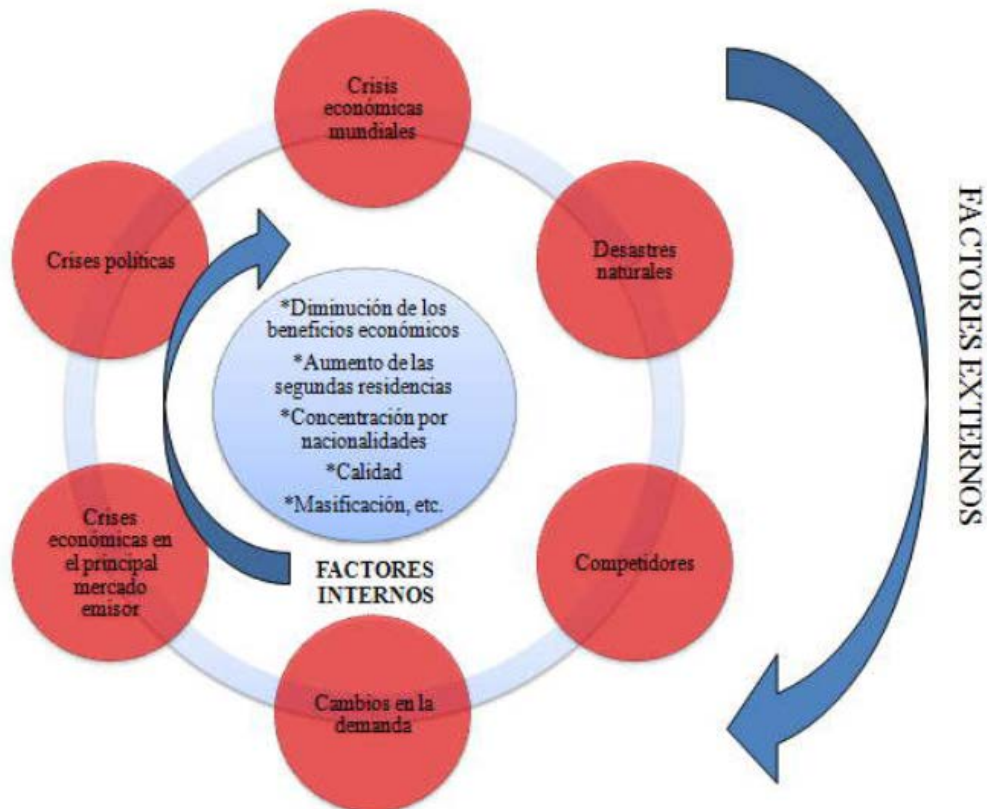 Crisis
económicas
mundiales
Desastres
naturales
Competidores
Cambios en la
demanda
Crises
económicas en
el principal
mercado
emisor
Crises políticas
*Diminución de los
beneficios económicos
*Aumento de las
segundas residencias
*Concentración por
nacionalidades
*Calidad
*Masificación, etc.
FACTORES
INTERNOS
FACTORES EXTERNOS